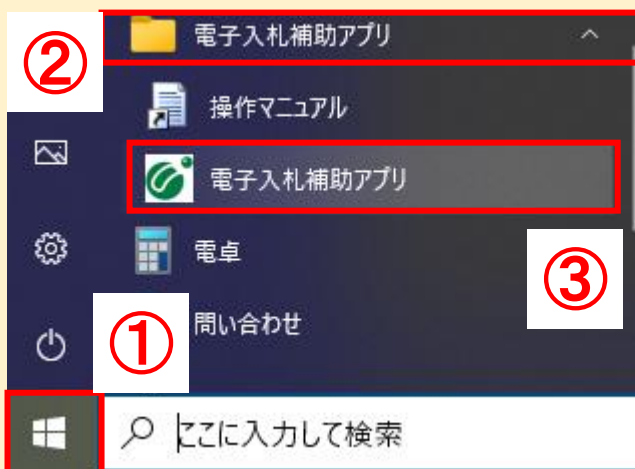 ②
電子入札補助アプリ
操作マニュアル
電子入札補助アプリ
電卓
③
①
問い合わせ
ここに入力して検索